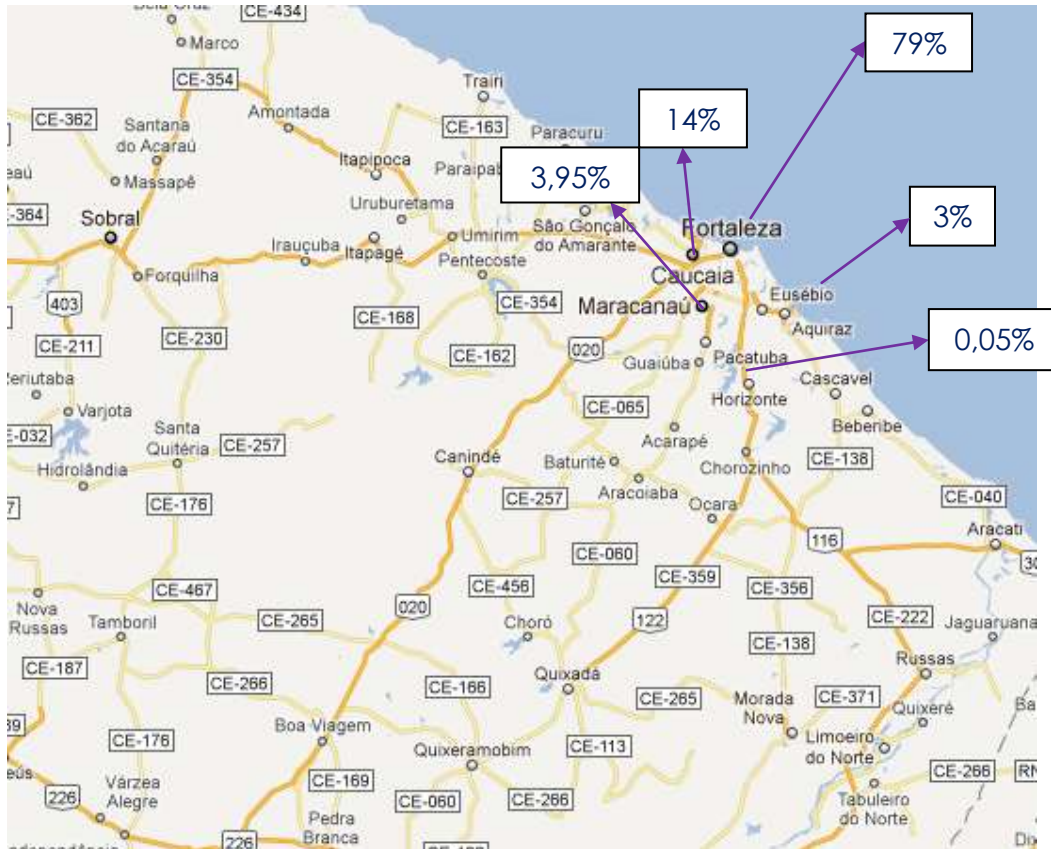 CE-434
Marco
79%
CE-354
Trairi
Amontada
CE-163
14%
CE-362
Santana
do Acaraú
Paracuru
Itapipoca
3,95%
Massapê
Uruburetama
São Gonçalo
do Amarante
Fortaleza
3%
Sobral
Umirim
Irauçuba
Itapagé
Pentecoste
Caucaia
Forquilha
Eusébio
403
CE-354
Maracanaú
CE-168
Aquiraz
CE-230
0,05%
CE-211
CE-162
020
Guaiúba
Pacatuba
Cascavel
Horizonte
Varjota
CE-065
Beberibe
Santa
Quitéria
CE-257
Acarapé
Hidrolândia
Canindé
Baturité
Chorozinho
CE-138
Aracoiaba
CE-257
CE-040
CE-176
Ocara
Aracati
116
CE-060
CE-359
CE-467
CE-456
CE-356
Nova
Russas
Tamboril
CE-265
020
Choró
122
CE-222
Jaguaruana
CE-138
CE-187
Russas
CE-266
CE-166
Quixadá
CE-265
Morada
Nova
CE-371
Quixeré
CE-176
Boa Viagem
Quixeramobim
CE-113
Limoeiro
do Norte
CE-169
CE-266
Várzea
Alegre
226
CE-060
CE-266
Tabuleiro
do Norte
Pedra
Branca
226